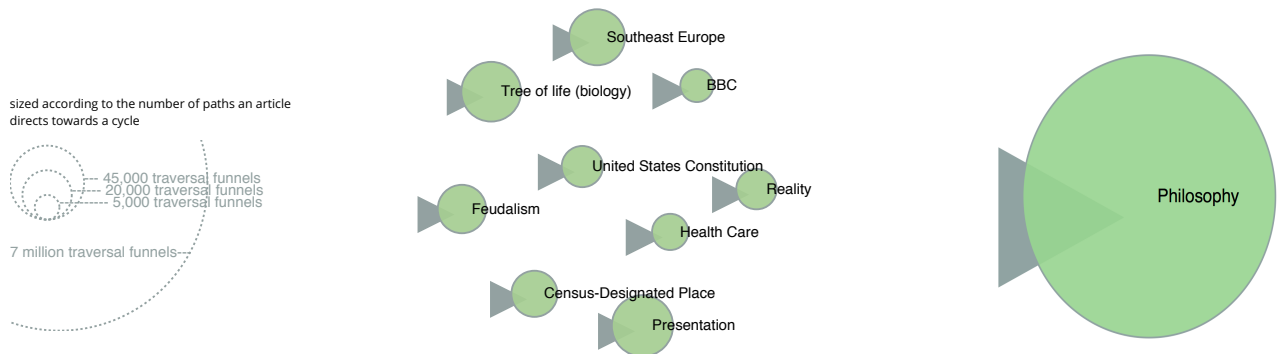 sized according to the number of paths an article
directs towards a cycle
45,000 traversal funnels
20,000 traversal funnels
5,000 traversal funnels
7 million traversal funnels
Southeast Europe
Tree of life (biology)
BBC
United States Constitution
Reality
Feudalism
Health Care
Census-Designated Place
Presentation
Philosophy